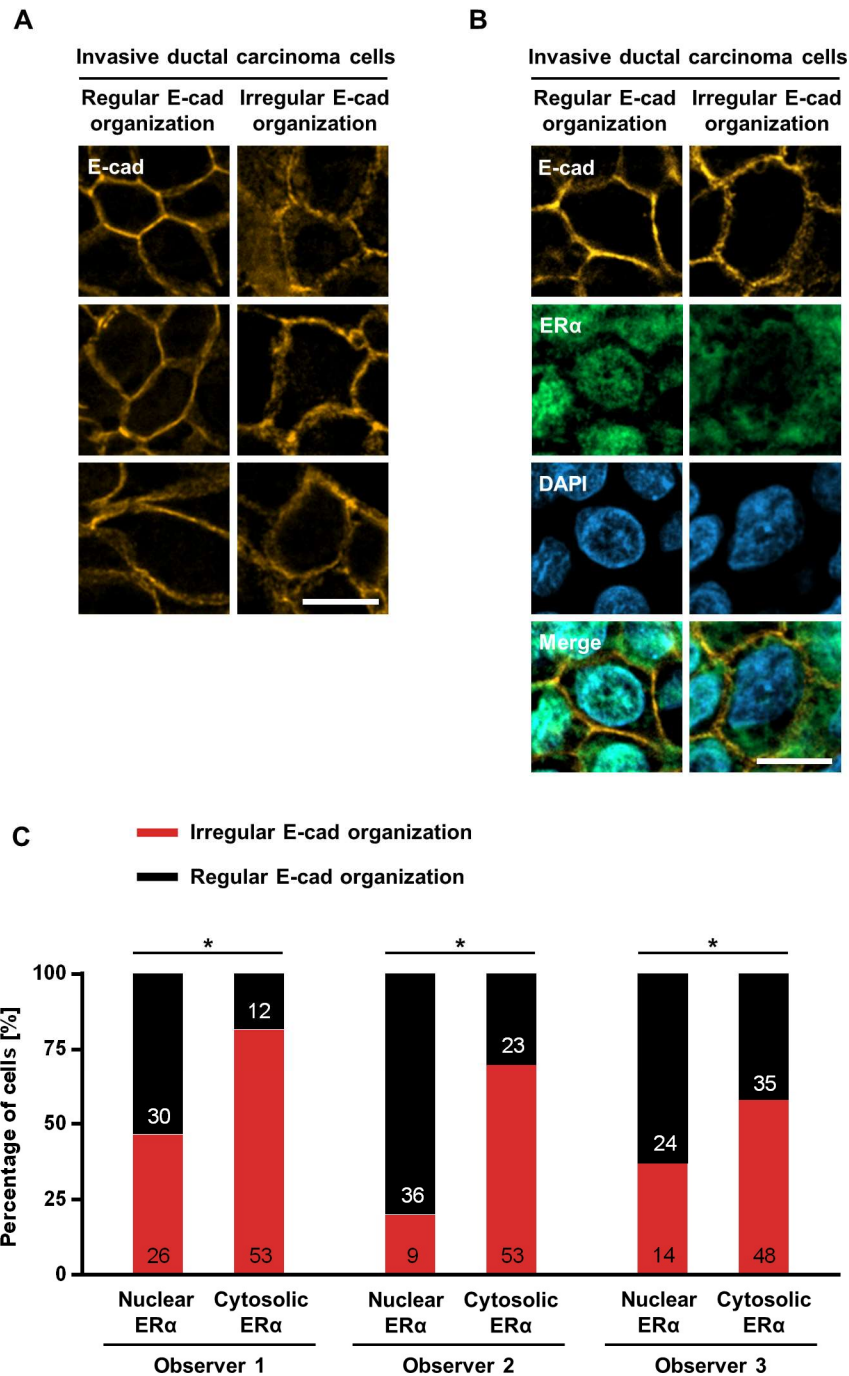 A
Invasive ductal carcinoma cells
Regular E-cad organization
Irregular E-cad organization
E-cad
B
Invasive ductal carcinoma cells
Regular E-cad organization
Irregular E-cad organization
E-cad
ERα
DAPI
Merge
C
Irregular E-cad organization
Regular E-cad organization
Percentage of cells [%]
100
75
50
25
0
* * *
30 12 36 23 24 35
26 53 9 53 14 48
Nuclear ERα Cytosolic ERα Nuclear ERα Cytosolic ERα Nuclear ERα Cytosolic ERα
Observer 1 Observer 2 Observer 3